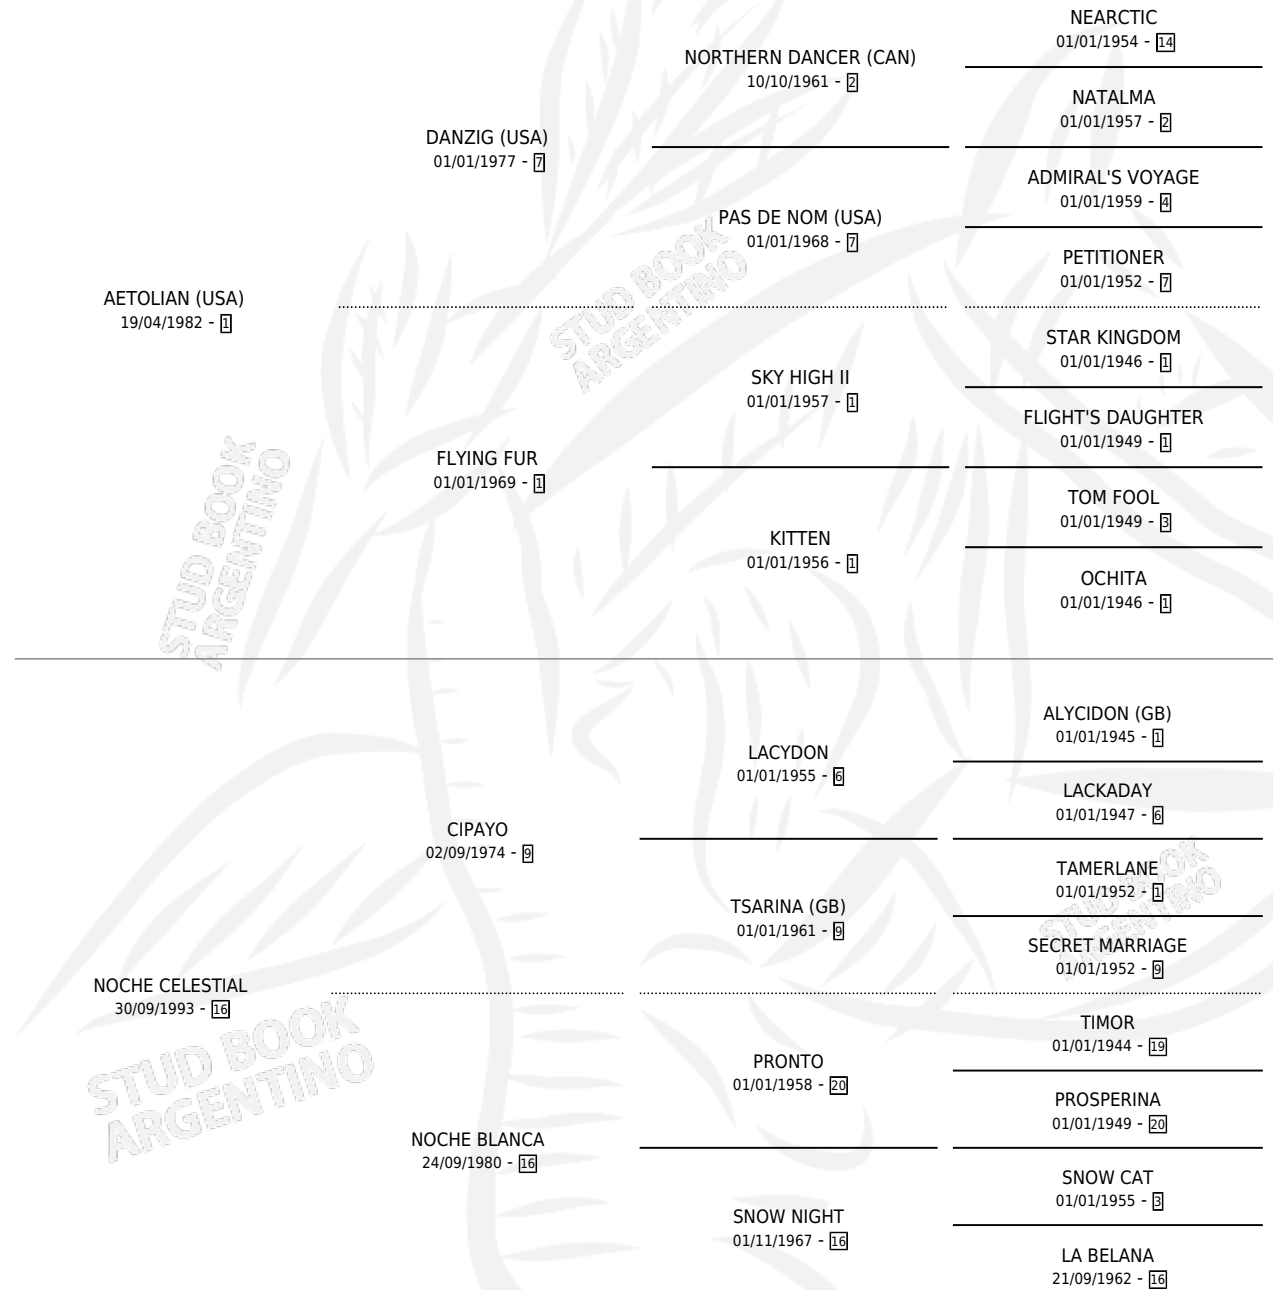 NEARCTIC
01/01/1954 - 14
NORTHERN DANCER (CAN)
10/10/1961 - 2
NATALMA
01/01/1957 - 2
DANZIG (USA)
01/01/1977 - 7
ADMIRAL'S VOYAGE
01/01/1959 - 4
PAS DE NOM (USA)
01/01/1968 - 7
PETITIONER
01/01/1952 - 7
AETOLIAN (USA)
19/04/1982 - 1
STAR KINGDOM
01/01/1946 - 1
SKY HIGH II
01/01/1957 - 1
FLIGHT'S DAUGHTER
01/01/1949 - 1
FLYING FUR
01/01/1969 - 1
TOM FOOL
01/01/1949 - 3
KITTEN
01/01/1956 - 1
OCHITA
01/01/1946 - 1
STUD BOOK
ARGENTINO
STUD BOOK
ARGENTINO
ALYCIDON (GB)
01/01/1945 - 1
LACYDON
01/01/1955 - 6
LACKADAY
01/01/1947 - 6
CIPAYO
02/09/1974 - 9
TAMERLANE
01/01/1952 - 1
TSARINA (GB)
01/01/1961 - 9
SECRET MARRIAGE
01/01/1952 - 9
NOCHE CELESTIAL
30/09/1993 - 16
TIMOR
01/01/1944 - 19
PRONTO
01/01/1958 - 20
PROSPERINA
01/01/1949 - 20
NOCHE BLANCA
24/09/1980 - 16
SNOW CAT
01/01/1955 - 3
SNOW NIGHT
01/11/1967 - 16
LA BELANA
21/09/1962 - 16
STUD BOOK
ARGENTINO
STUD BOOK
ARGENTINO